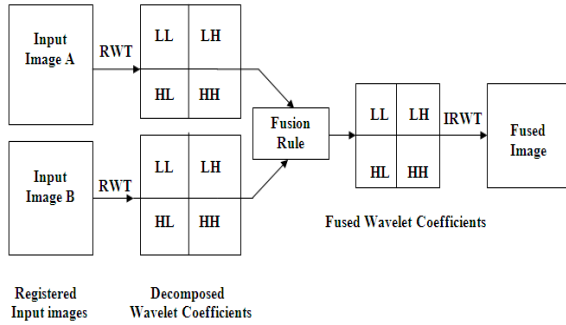 Input
Image A
RWT
LL LH
HL HH
Input
Image B
RWT
LL LH
HL HH
Fusion
Rule
LL LH
HL HH
IRWT
Fused
Image
Fused Wavelet Coefficients
Registered
Input images
Decomposed
Wavelet Coefficients